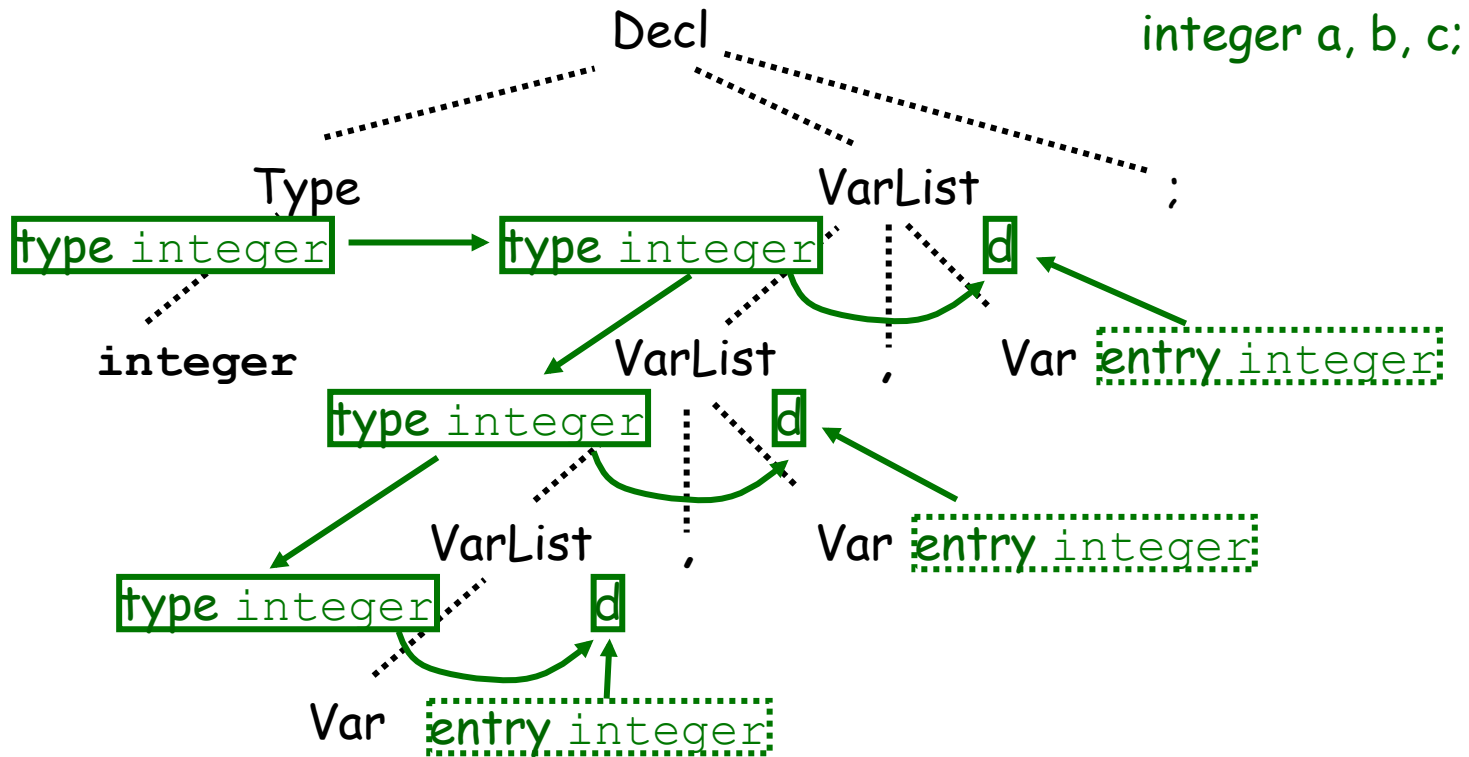 Decl
integer a, b, c;
Type
VarList
;
type integer
type integer
d
integer
VarList
,
Var
entry integer
type integer
d
VarList
,
Var
entry integer
type integer
d
Var
entry integer